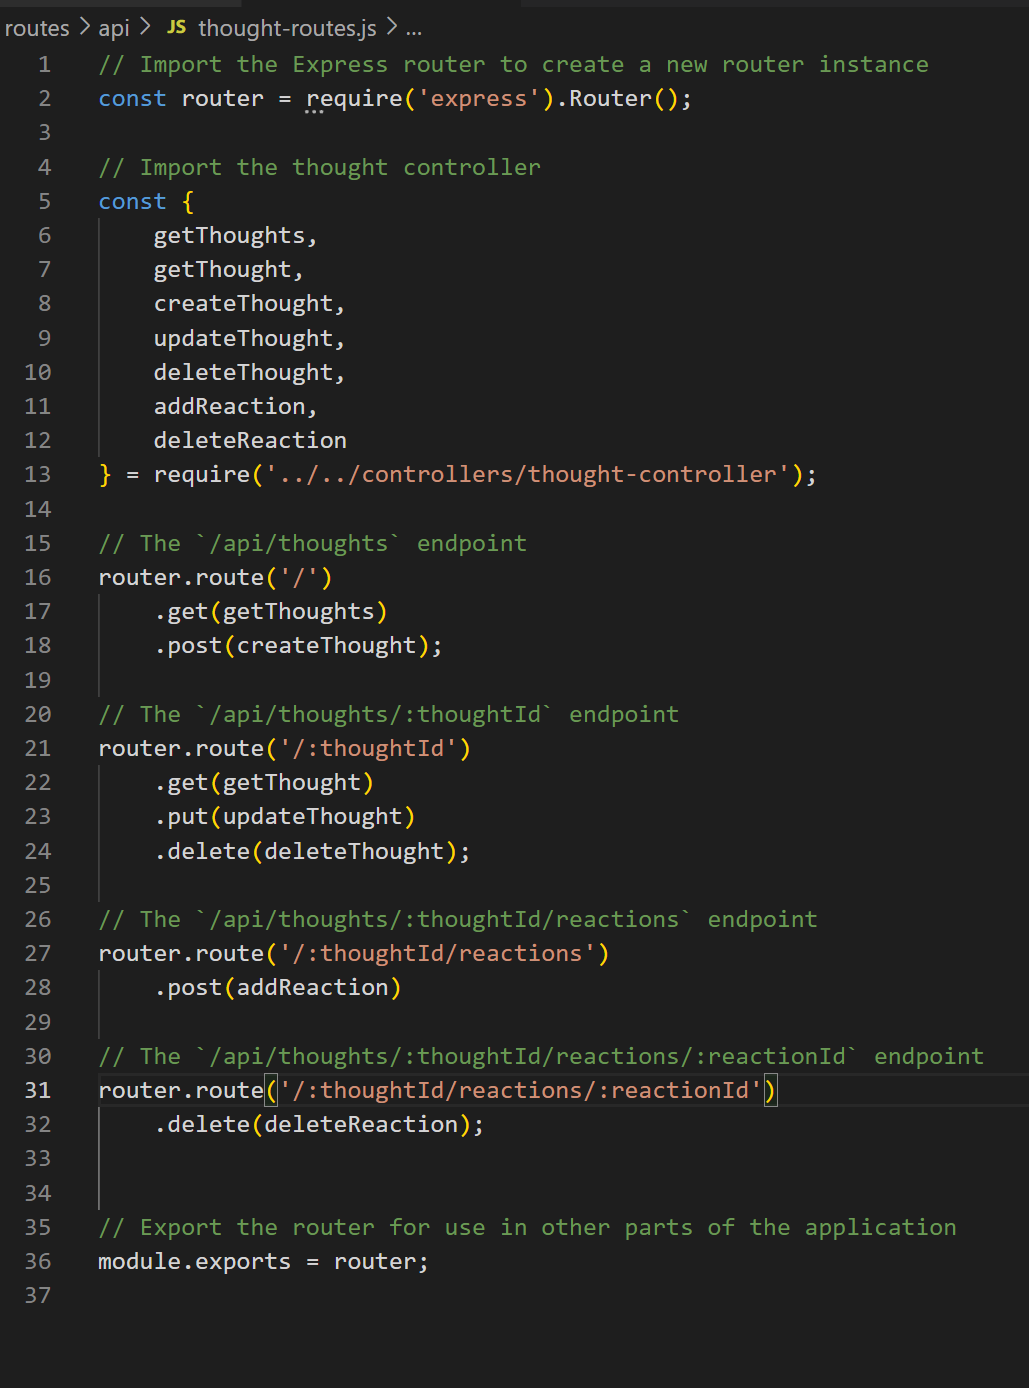 routes > api > JS thought-routes.js > ...
1 // Import the Express router to create a new router instance
2 const router = require('express').Router();
3
4 // Import the thought controller
5 const {
6     getThoughts,
7     getThought,
8     createThought,
9     updateThought,
10     deleteThought,
11     addReaction,
12     deleteReaction
13 } = require('../../controllers/thought-controller');
14
15 // The `/api/thoughts` endpoint
16 router.route('/')
17     .get(getThoughts)
18     .post(createThought);
19
20 // The `/api/thoughts/:thoughtId` endpoint
21 router.route('/:thoughtId')
22     .get(getThought)
23     .put(updateThought)
24     .delete(deleteThought);
25
26 // The `/api/thoughts/:thoughtId/reactions` endpoint
27 router.route('/:thoughtId/reactions')
28     .post(addReaction)
29
30 // The `/api/thoughts/:thoughtId/reactions/:reactionId` endpoint
31 router.route('/:thoughtId/reactions/:reactionId')
32     .delete(deleteReaction);
33
34
35 // Export the router for use in other parts of the application
36 module.exports = router;
37